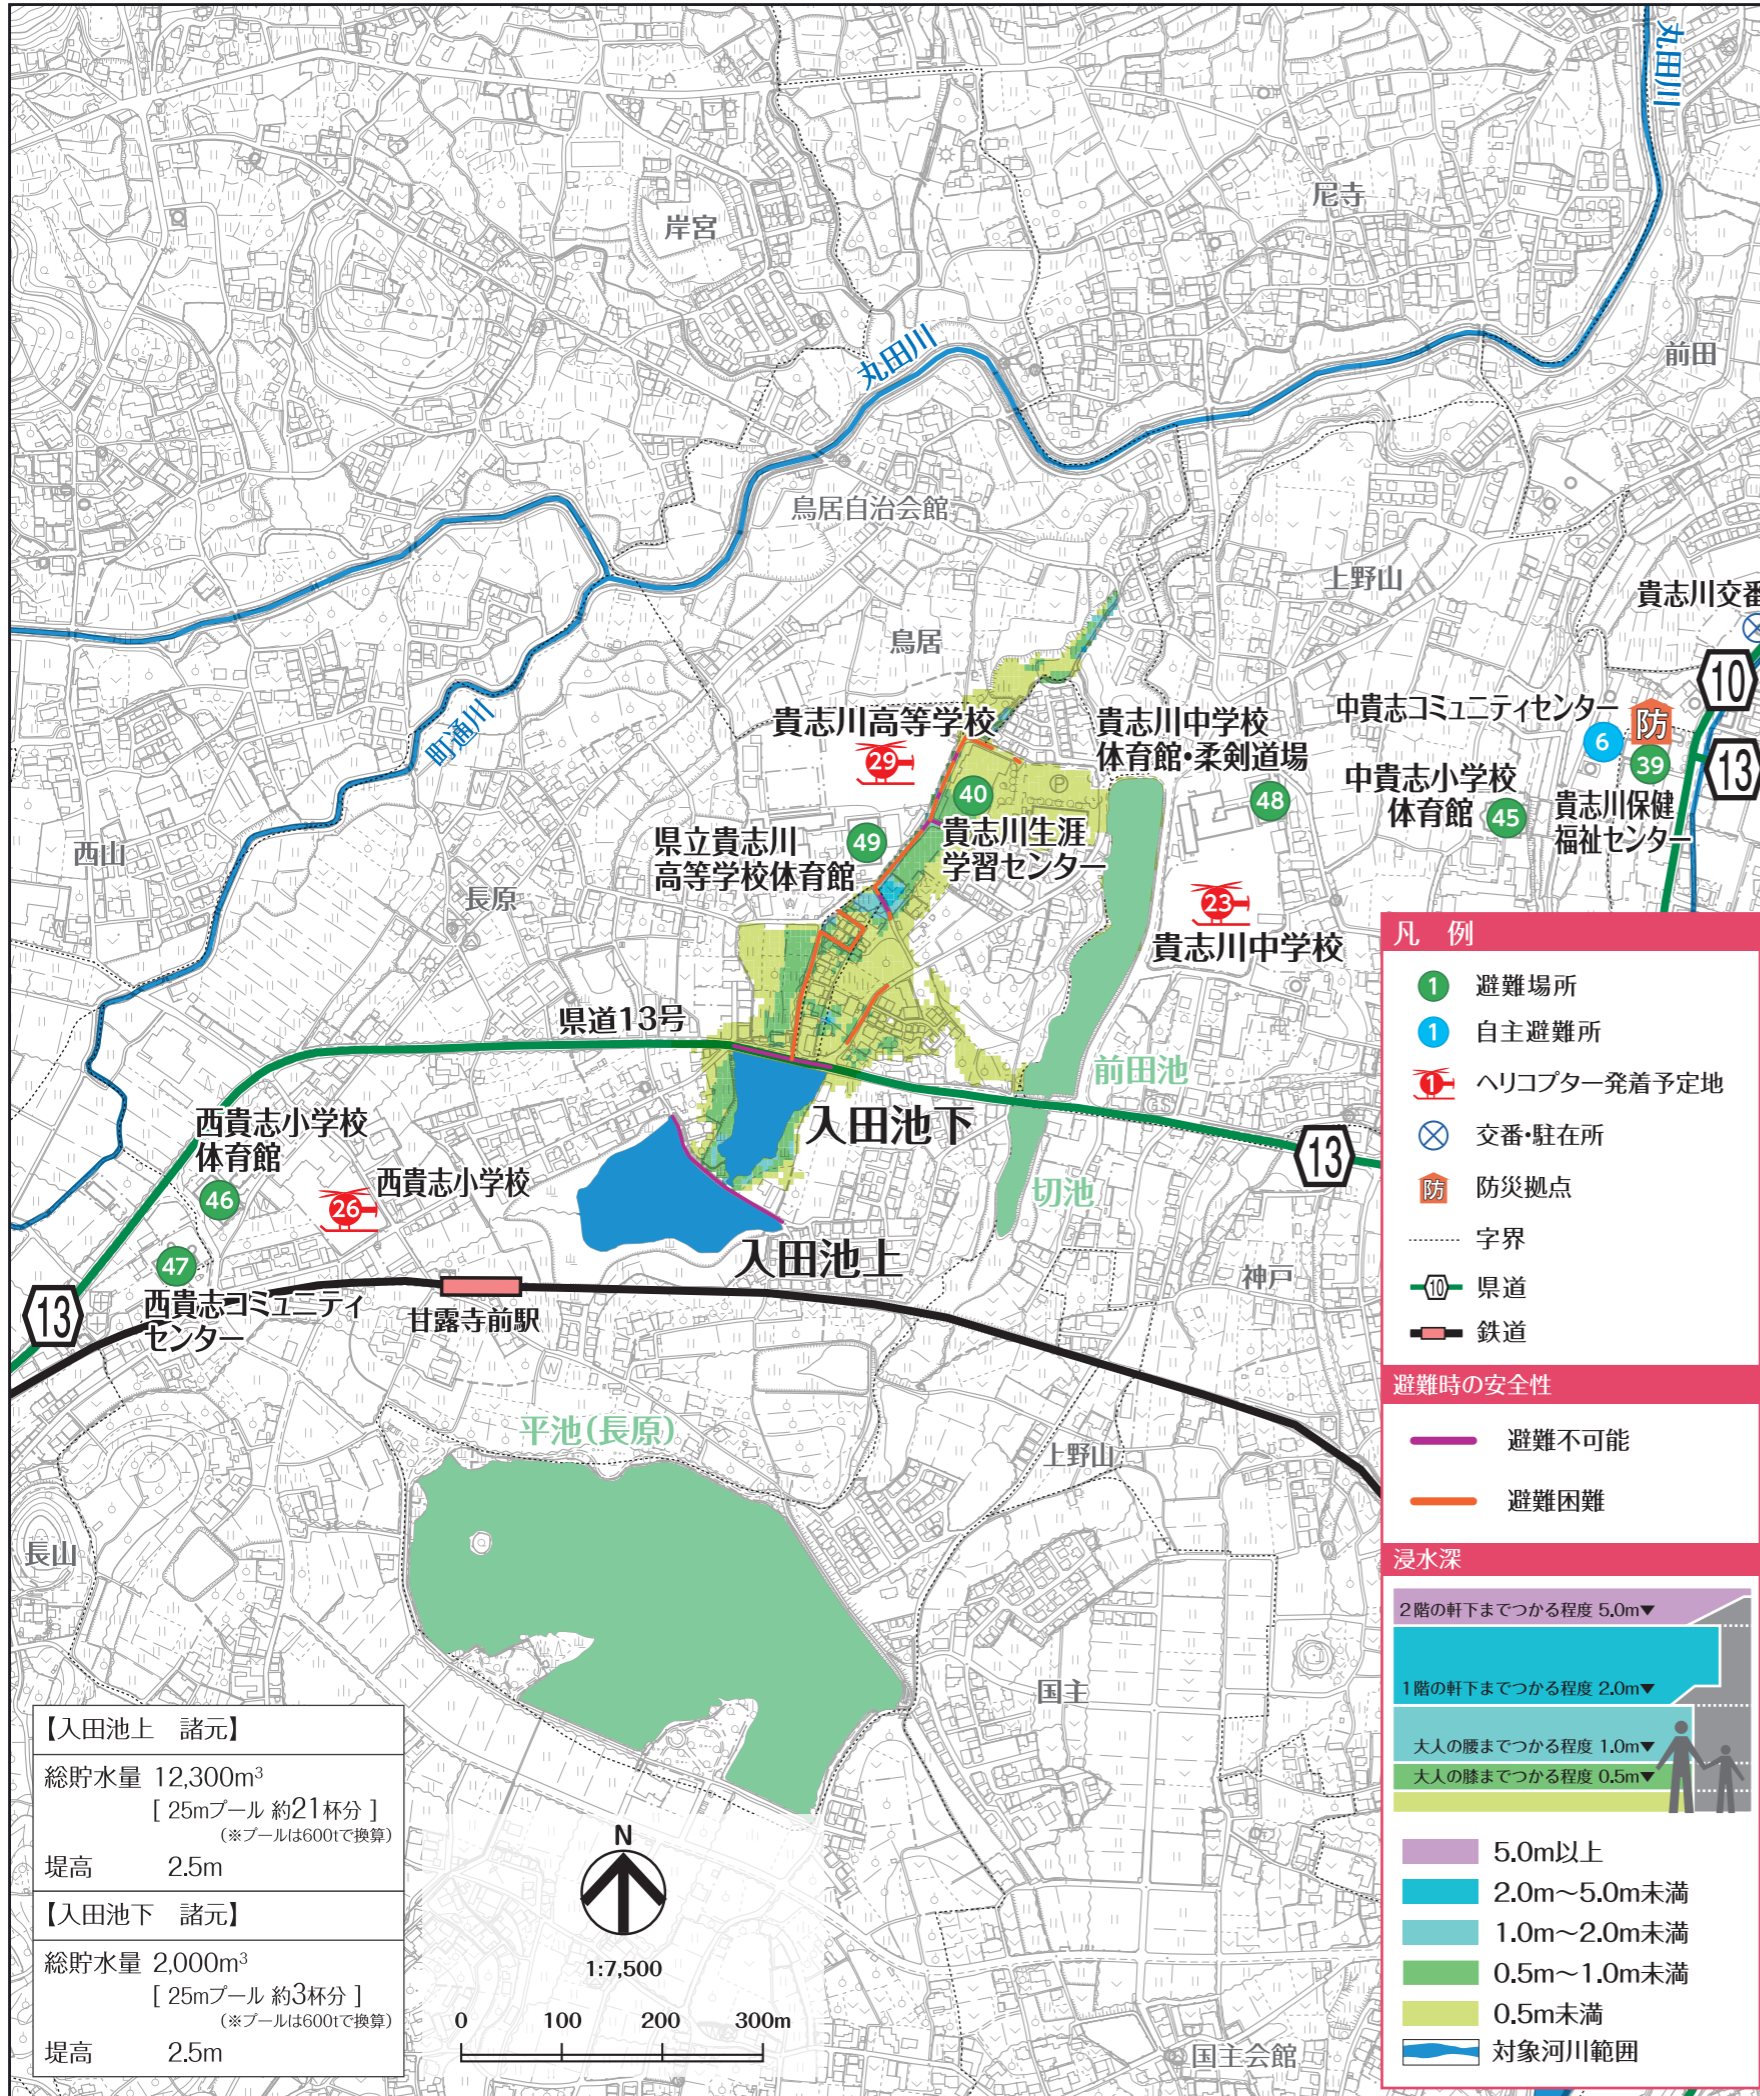 丸田川
尼寺
岸宮
丸田川
前田
鳥居自治会館
上野山
貴志川交番
鳥居
10
中貴志コミュニティセンター
防
貴志川高等学校
貴志川中学校
体育館・柔剣道場
町通川
6
29
39
13
40
48
中貴志小学校
体育館
45
貴志川保健
福祉センター
貴志川生涯
学習センター
県立貴志川
高等学校体育館
49
西山
長原
23
貴志川中学校
県道13号
前田池
入田池下
13
西貴志小学校
体育館
46
西貴志小学校
26
切池
47
入田池上
神戸
13
西貴志コミュニティ
センター
甘露寺前駅
平池(長原)
上野山
長山
国主
国主会館
凡　例
1 避難場所
1 自主避難所
1 ヘリコプター発着予定地
交番・駐在所
防 防災拠点
字界
10 県道
鉄道
避難時の安全性
避難不可能
避難困難
浸水深
2階の軒下までつかる程度 5.0m▼
1階の軒下までつかる程度 2.0m▼
大人の腰までつかる程度 1.0m▼
大人の膝までつかる程度 0.5m▼
5.0m以上
2.0m〜5.0m未満
1.0m〜2.0m未満
0.5m〜1.0m未満
0.5m未満
対象河川範囲
【入田池上　諸元】
総貯水量 12,300m³
[ 25mプール 約21杯分 ]
(※プールは600tで換算)
堤高 2.5m
【入田池下　諸元】
総貯水量 2,000m³
[ 25mプール 約3杯分 ]
(※プールは600tで換算)
堤高 2.5m
N
1:7,500
0 100 200 300m